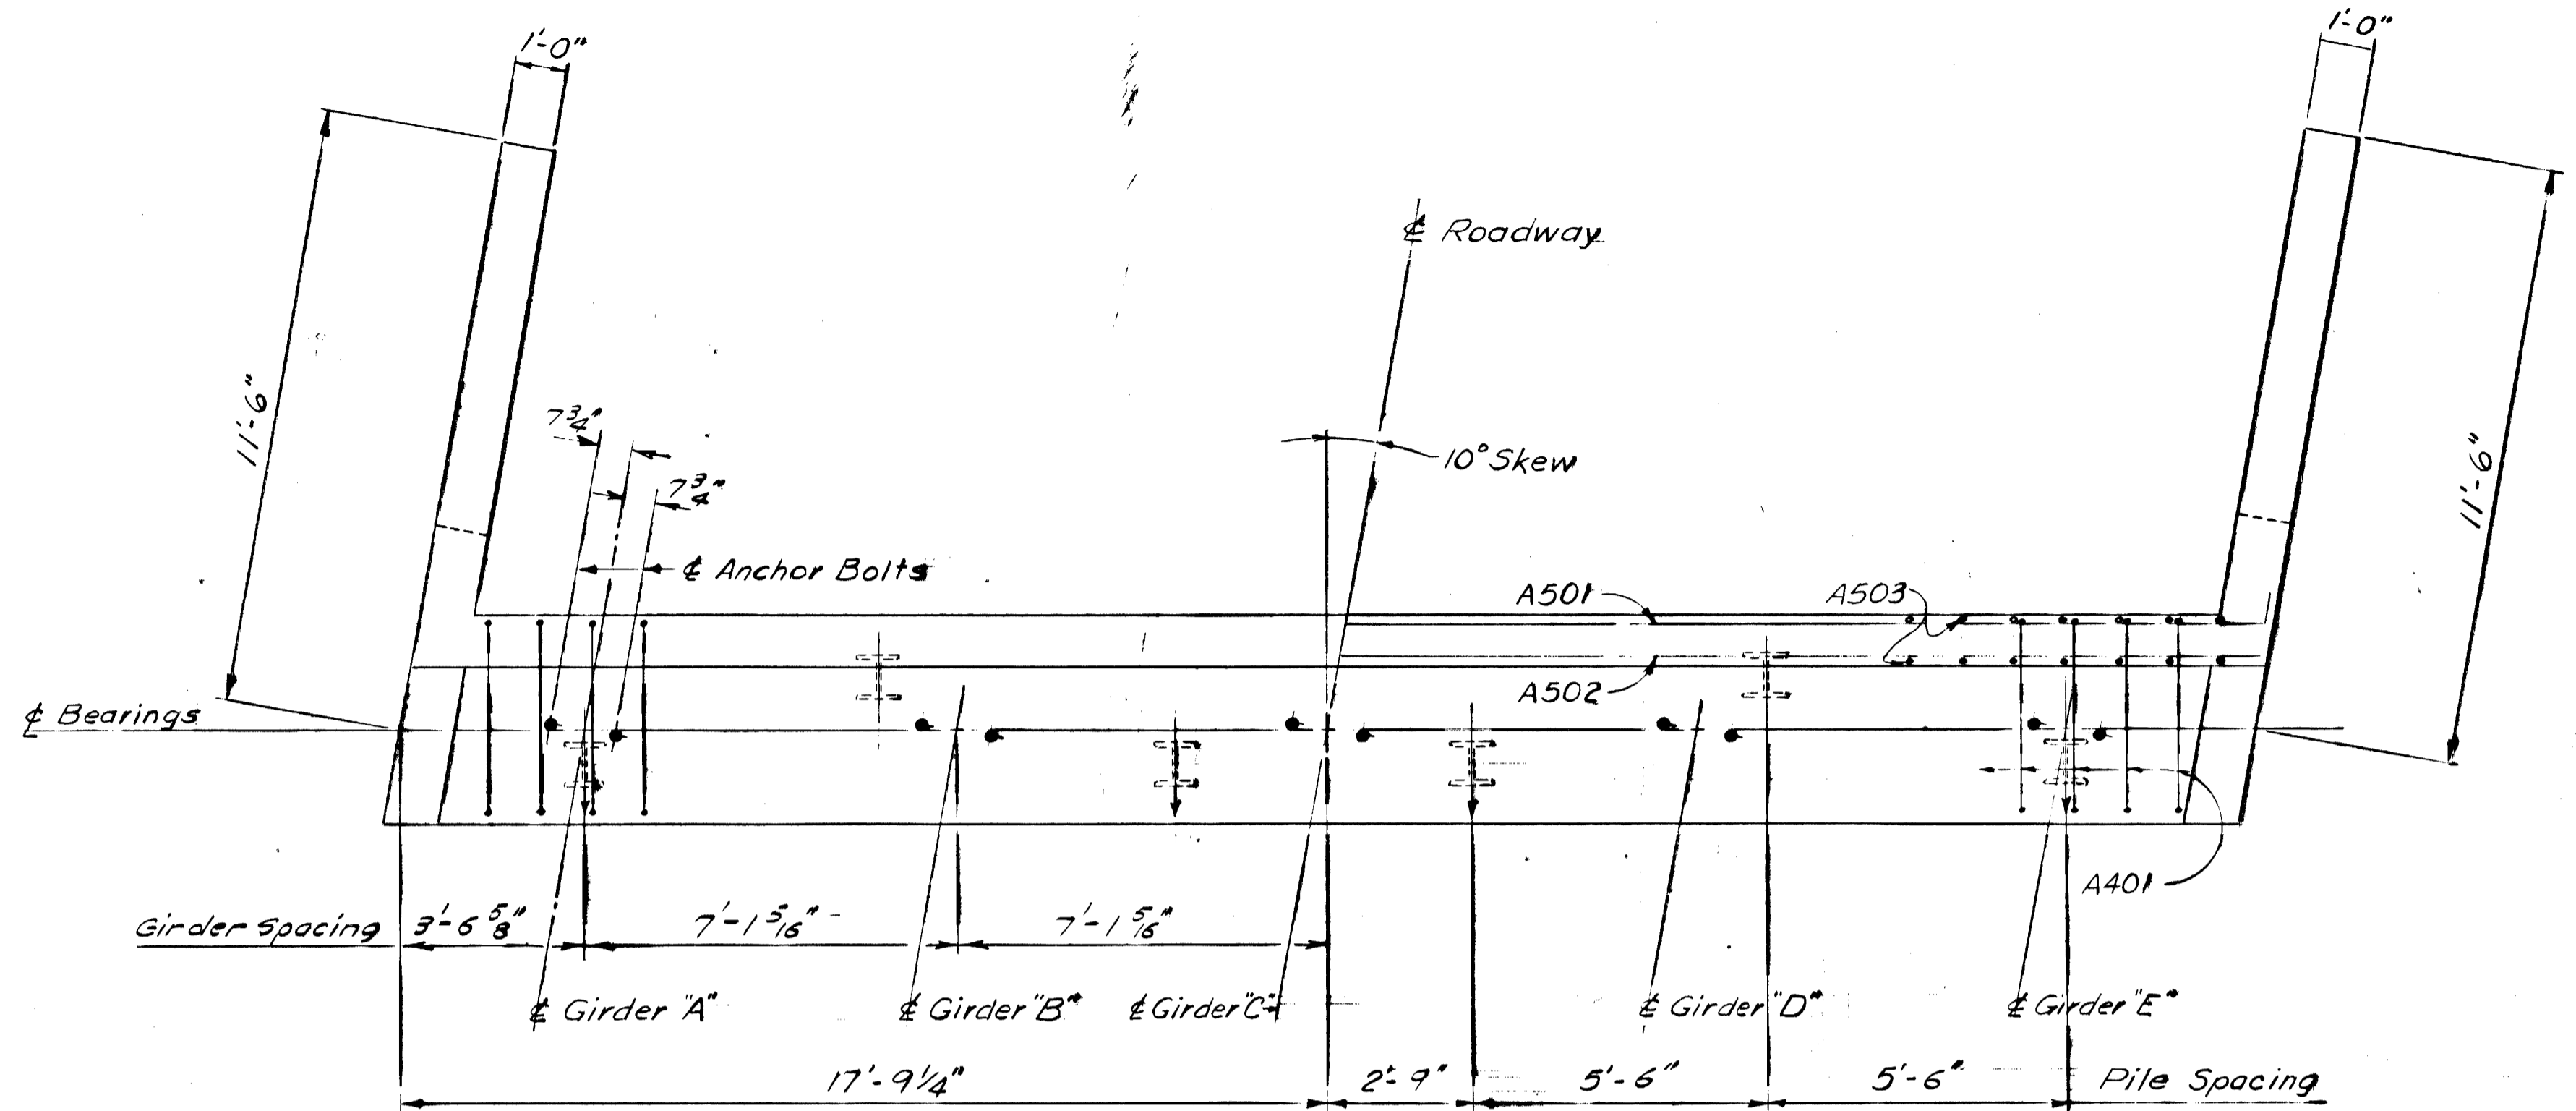 1'-0"
1'-0"
℄ Roadway
11'-6"
7¾"
10° Skew
7¾"
11'-6"
℄ Anchor Bolts
A501
A503
A502
℄ Bearings
A401
Girder Spacing
3'-6⅝"
7'-1 5/16"
7'-1 5/16"
℄ Girder "A"
℄ Girder "B"
℄ Girder "C"
℄ Girder "D"
℄ Girder "E"
17'-9¼"
2'-9"
5'-6"
5'-6"
Pile Spacing